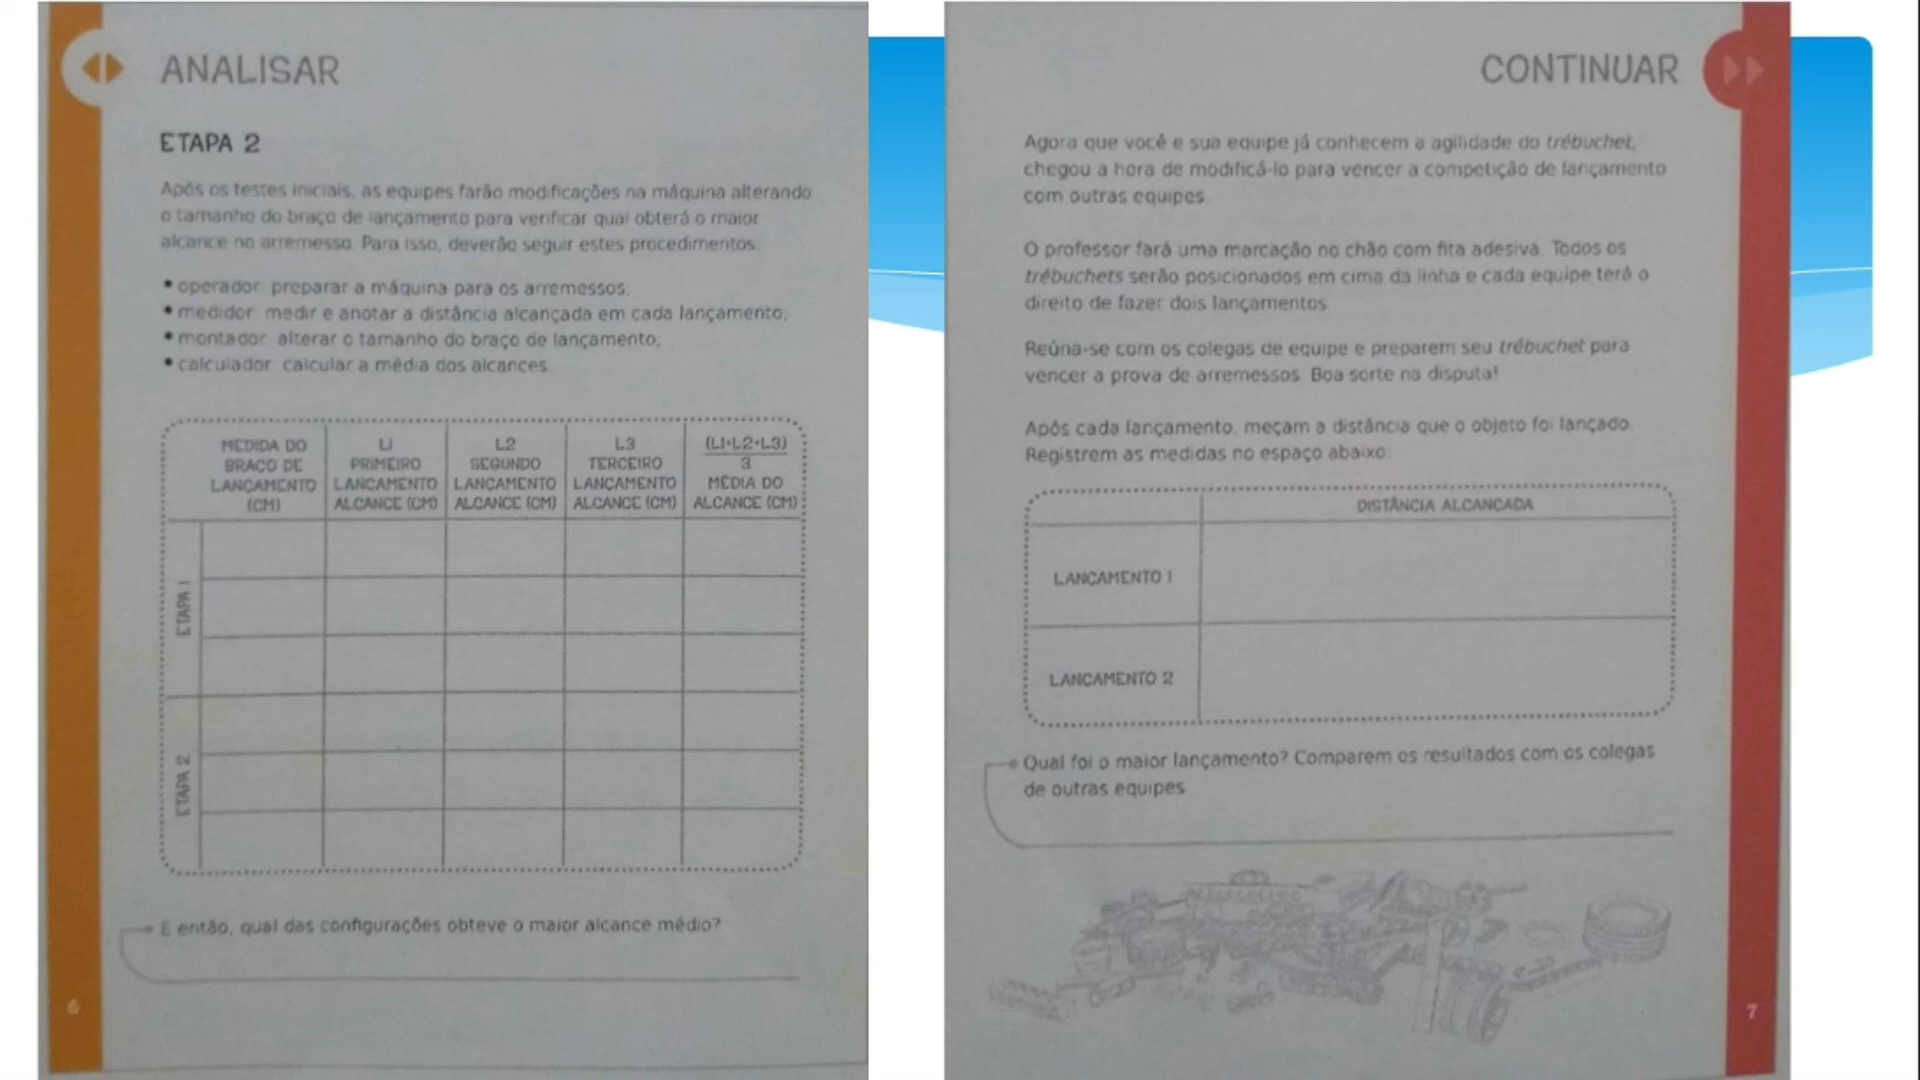 ANALISAR
ETAPA 2
Após os testes iniciais, as equipes farão modificações na máquina alterando
o tamanho do braço de lançamento para verificar qual obterá o maior
alcance no arremesso. Para isso, deverão seguir estes procedimentos:
• operador: preparar a máquina para os arremessos;
• medidor: medir e anotar a distância alcançada em cada lançamento;
• montador: alterar o tamanho do braço de lançamento;
• calculador: calcular a média dos alcances.
MEDIDA DO
BRAÇO DE
LANÇAMENTO
(CM)
L1
PRIMEIRO
LANÇAMENTO
ALCANCE (CM)
L2
SEGUNDO
LANÇAMENTO
ALCANCE (CM)
L3
TERCEIRO
LANÇAMENTO
ALCANCE (CM)
(L1+L2+L3)
3
MÉDIA DO
ALCANCE (CM)
ETAPA 1
ETAPA 2
E então, qual das configurações obteve o maior alcance médio?
6
CONTINUAR
Agora que você e sua equipe já conhecem a agilidade do trébuchet,
chegou a hora de modificá-lo para vencer a competição de lançamento
com outras equipes.
O professor fará uma marcação no chão com fita adesiva. Todos os
trébuchets serão posicionados em cima da linha e cada equipe terá o
direito de fazer dois lançamentos.
Reúna-se com os colegas de equipe e preparem seu trébuchet para
vencer a prova de arremessos. Boa sorte na disputa!
Após cada lançamento, meçam a distância que o objeto foi lançado.
Registrem as medidas no espaço abaixo:
DISTÂNCIA ALCANÇADA
LANÇAMENTO 1
LANÇAMENTO 2
Qual foi o maior lançamento? Comparem os resultados com os colegas
de outras equipes.
7